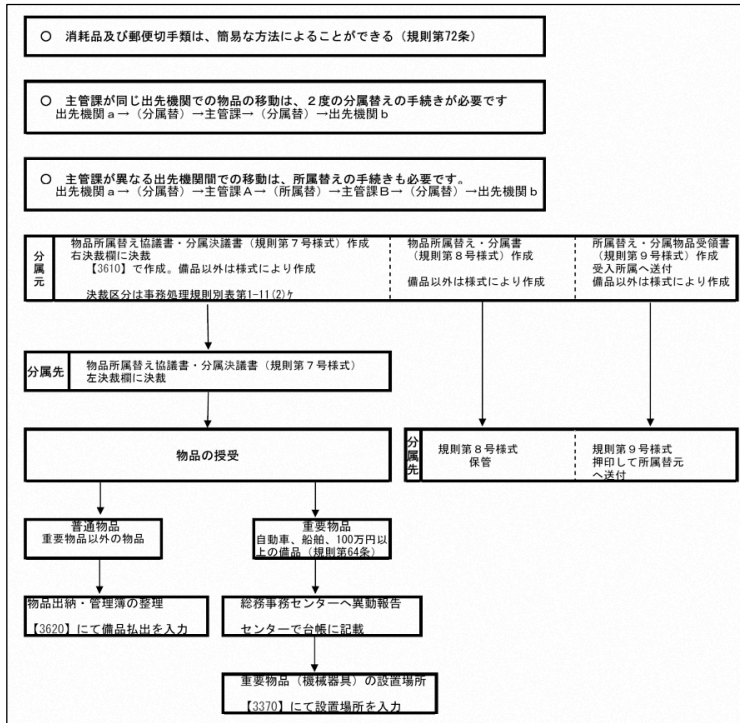 ○ 消耗品及び郵便切手類は、簡易な方法によることができる（規則第72条）
○ 主管課が同じ出先機関での物品の移動は、２度の分属替えの手続きが必要です
出先機関ａ→（分属替）→主管課→（分属替）→出先機関ｂ
○ 主管課が異なる出先機関間での移動は、所属替えの手続きも必要です。
出先機関ａ→（分属替）→主管課Ａ→（所属替）→主管課Ｂ→（分属替）→出先機関ｂ
分属元
物品所属替え協議書・分属決議書（規則第７号様式）作成
右決裁欄に決裁
【3610】で作成。備品以外は様式により作成
決裁区分は事務処理規則別表第1-11(2)ｹ
物品所属替え・分属書
（規則第８号様式）作成
備品以外は様式により作成
所属替え・分属物品受領書
（規則第９号様式）作成
受入所属へ送付
備品以外は様式により作成
分属先
物品所属替え協議書・分属決議書（規則第７号様式）
左決裁欄に決裁
物品の授受
分属先
規則第８号様式
保管
規則第９号様式
押印して所属替元
へ送付
普通物品
重要物品以外の物品
重要物品
自動車、船舶、100万円以
上の備品（規則第64条）
物品出納・管理簿の整理
【3620】にて備品払出を入力
総務事務センターへ異動報告
センターで台帳に記載
重要物品（機械器具）の設置場所
【3370】にて設置場所を入力